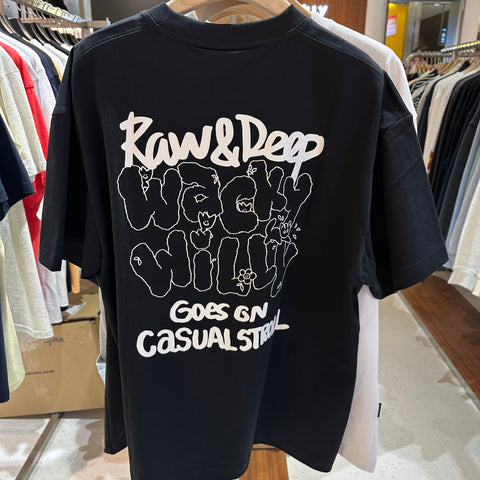 Raw & Deep
Wacky
Willy
GOES ON
CASUAL STROLL